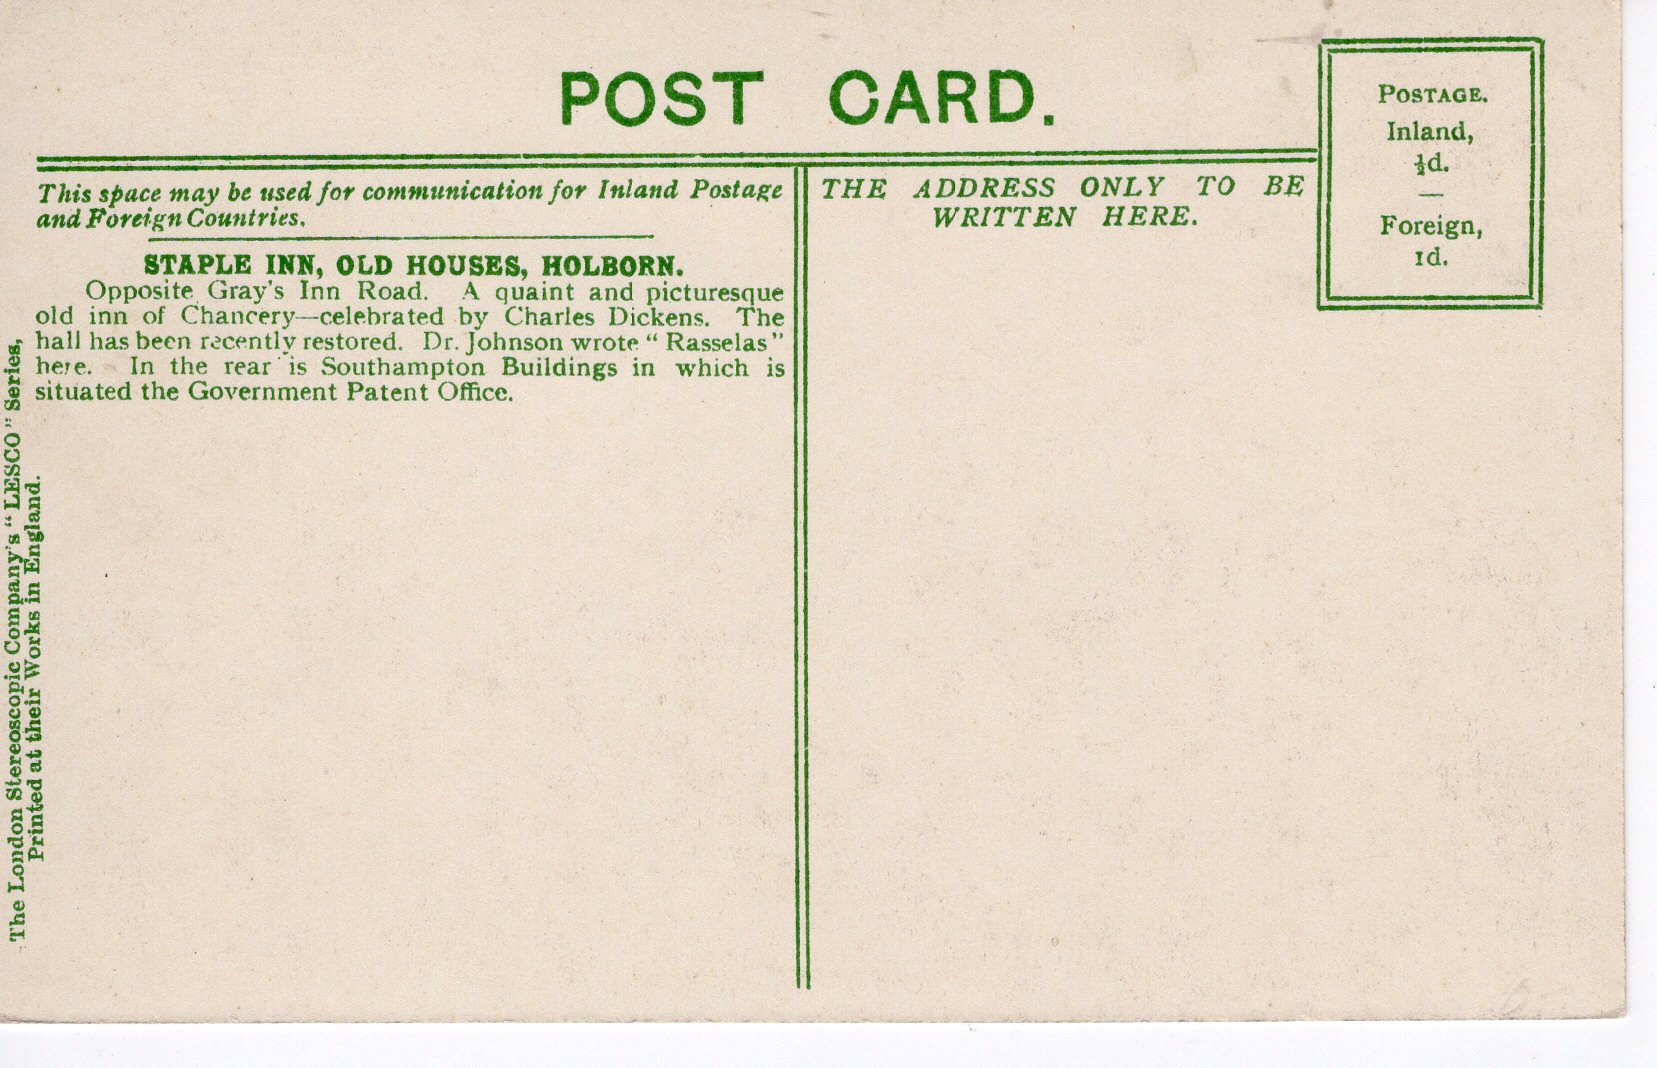 POST CARD.
POSTAGE.
Inland,
½d.
—
Foreign,
1d.
This space may be used for communication for Inland Postage
and Foreign Countries.
THE ADDRESS ONLY TO BE
WRITTEN HERE.
STAPLE INN, OLD HOUSES, HOLBORN.
Opposite Gray's Inn Road. A quaint and picturesque
old inn of Chancery—celebrated by Charles Dickens. The
hall has been recently restored. Dr. Johnson wrote "Rasselas"
here. In the rear is Southampton Buildings in which is
situated the Government Patent Office.
The London Stereoscopic Company's "LESCO" Series,
Printed at their Works in England.